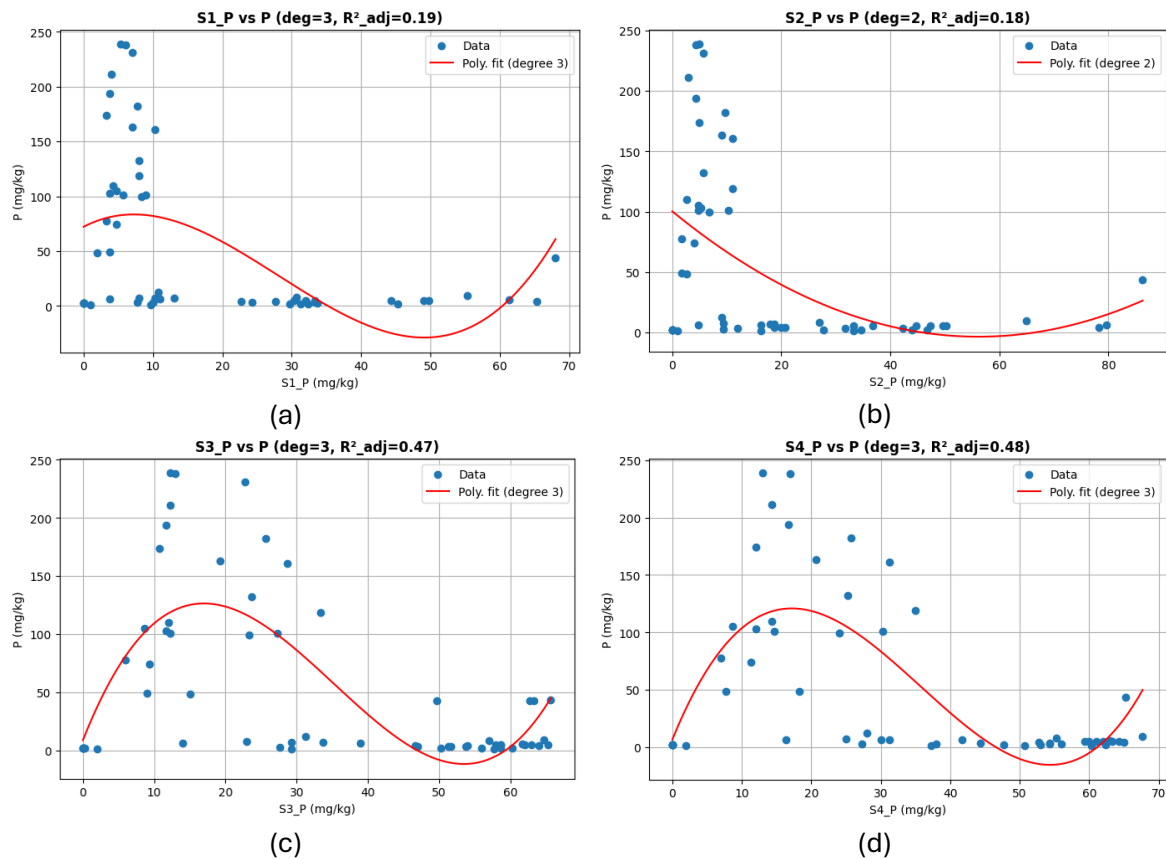 S1_P vs P (deg=3, R²_adj=0.19)
Data
Poly. fit (degree 3)
P (mg/kg)
250
200
150
100
50
0
0 10 20 30 40 50 60 70
S1_P (mg/kg)
(a)
S2_P vs P (deg=2, R²_adj=0.18)
Data
Poly. fit (degree 2)
P (mg/kg)
250
200
150
100
50
0
0 20 40 60 80
S2_P (mg/kg)
(b)
S3_P vs P (deg=3, R²_adj=0.47)
Data
Poly. fit (degree 3)
P (mg/kg)
250
200
150
100
50
0
0 10 20 30 40 50 60
S3_P (mg/kg)
(c)
S4_P vs P (deg=3, R²_adj=0.48)
Data
Poly. fit (degree 3)
P (mg/kg)
250
200
150
100
50
0
0 10 20 30 40 50 60 70
S4_P (mg/kg)
(d)